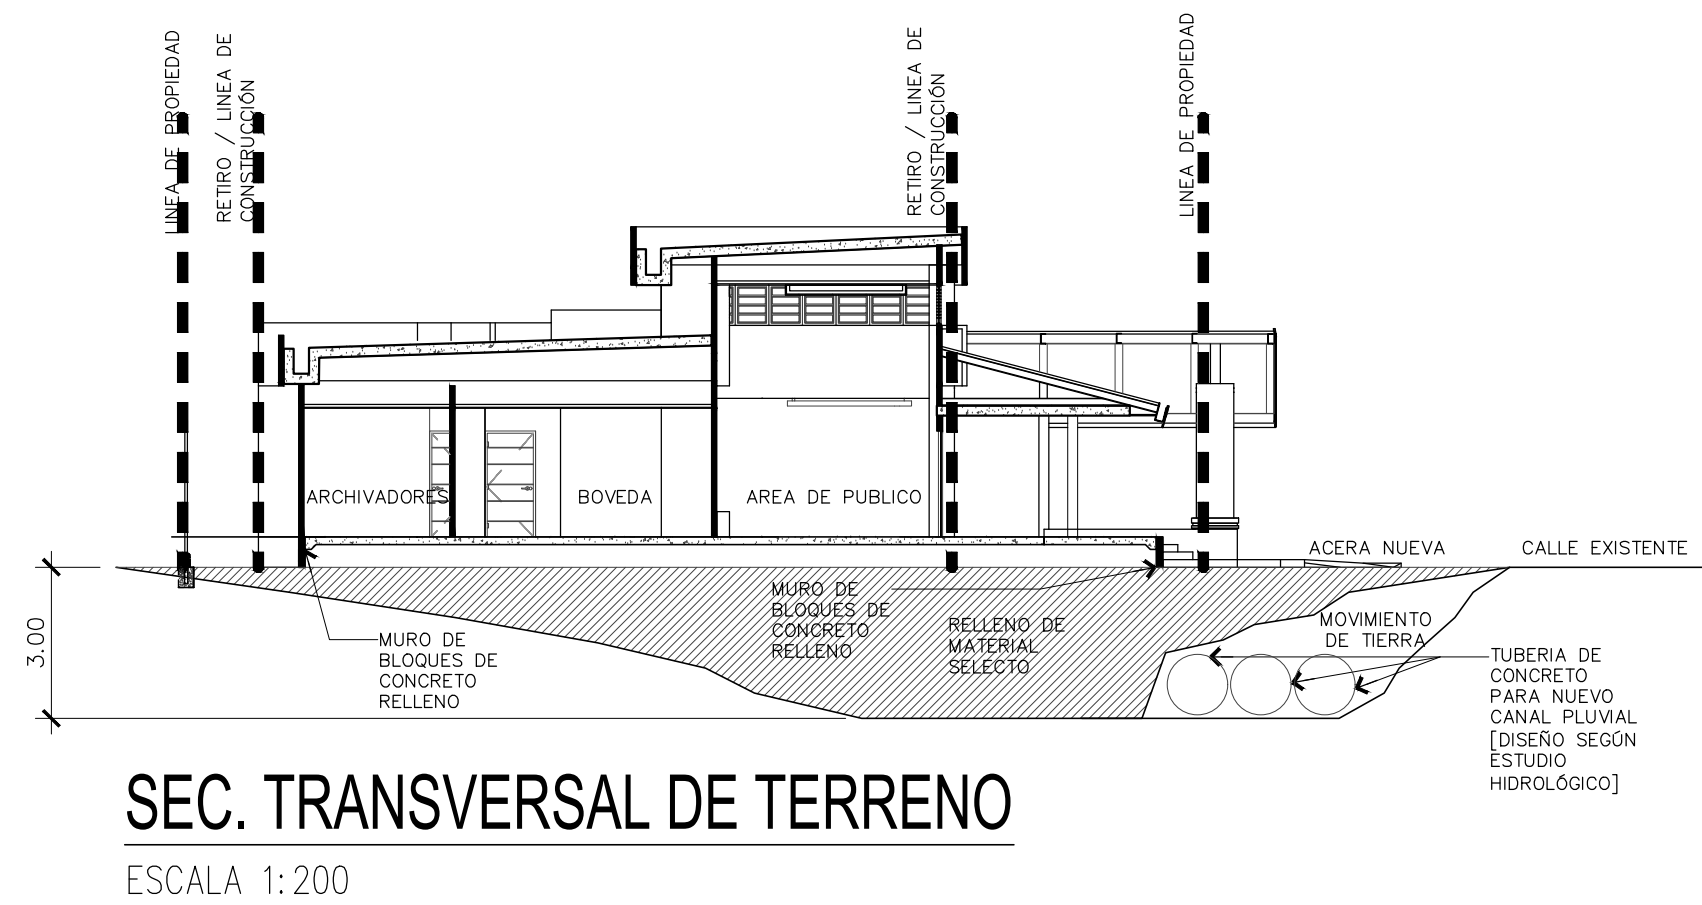 LINEA DE PROPIEDAD
RETIRO / LINEA DE
CONSTRUCCIÓN
RETIRO / LINEA DE
CONSTRUCCIÓN
LINEA DE PROPIEDAD
ARCHIVADORES
BOVEDA
AREA DE PUBLICO
ACERA NUEVA
CALLE EXISTENTE
3.00
MURO DE
BLOQUES DE
CONCRETO
RELLENO
MURO DE
BLOQUES DE
CONCRETO
RELLENO
RELLENO DE
MATERIAL
SELECTO
MOVIMIENTO
DE TIERRA
TUBERIA DE
CONCRETO
PARA NUEVO
CANAL PLUVIAL
[DISEÑO SEGÚN
ESTUDIO
HIDROLÓGICO]
SEC. TRANSVERSAL DE TERRENO
ESCALA 1:200